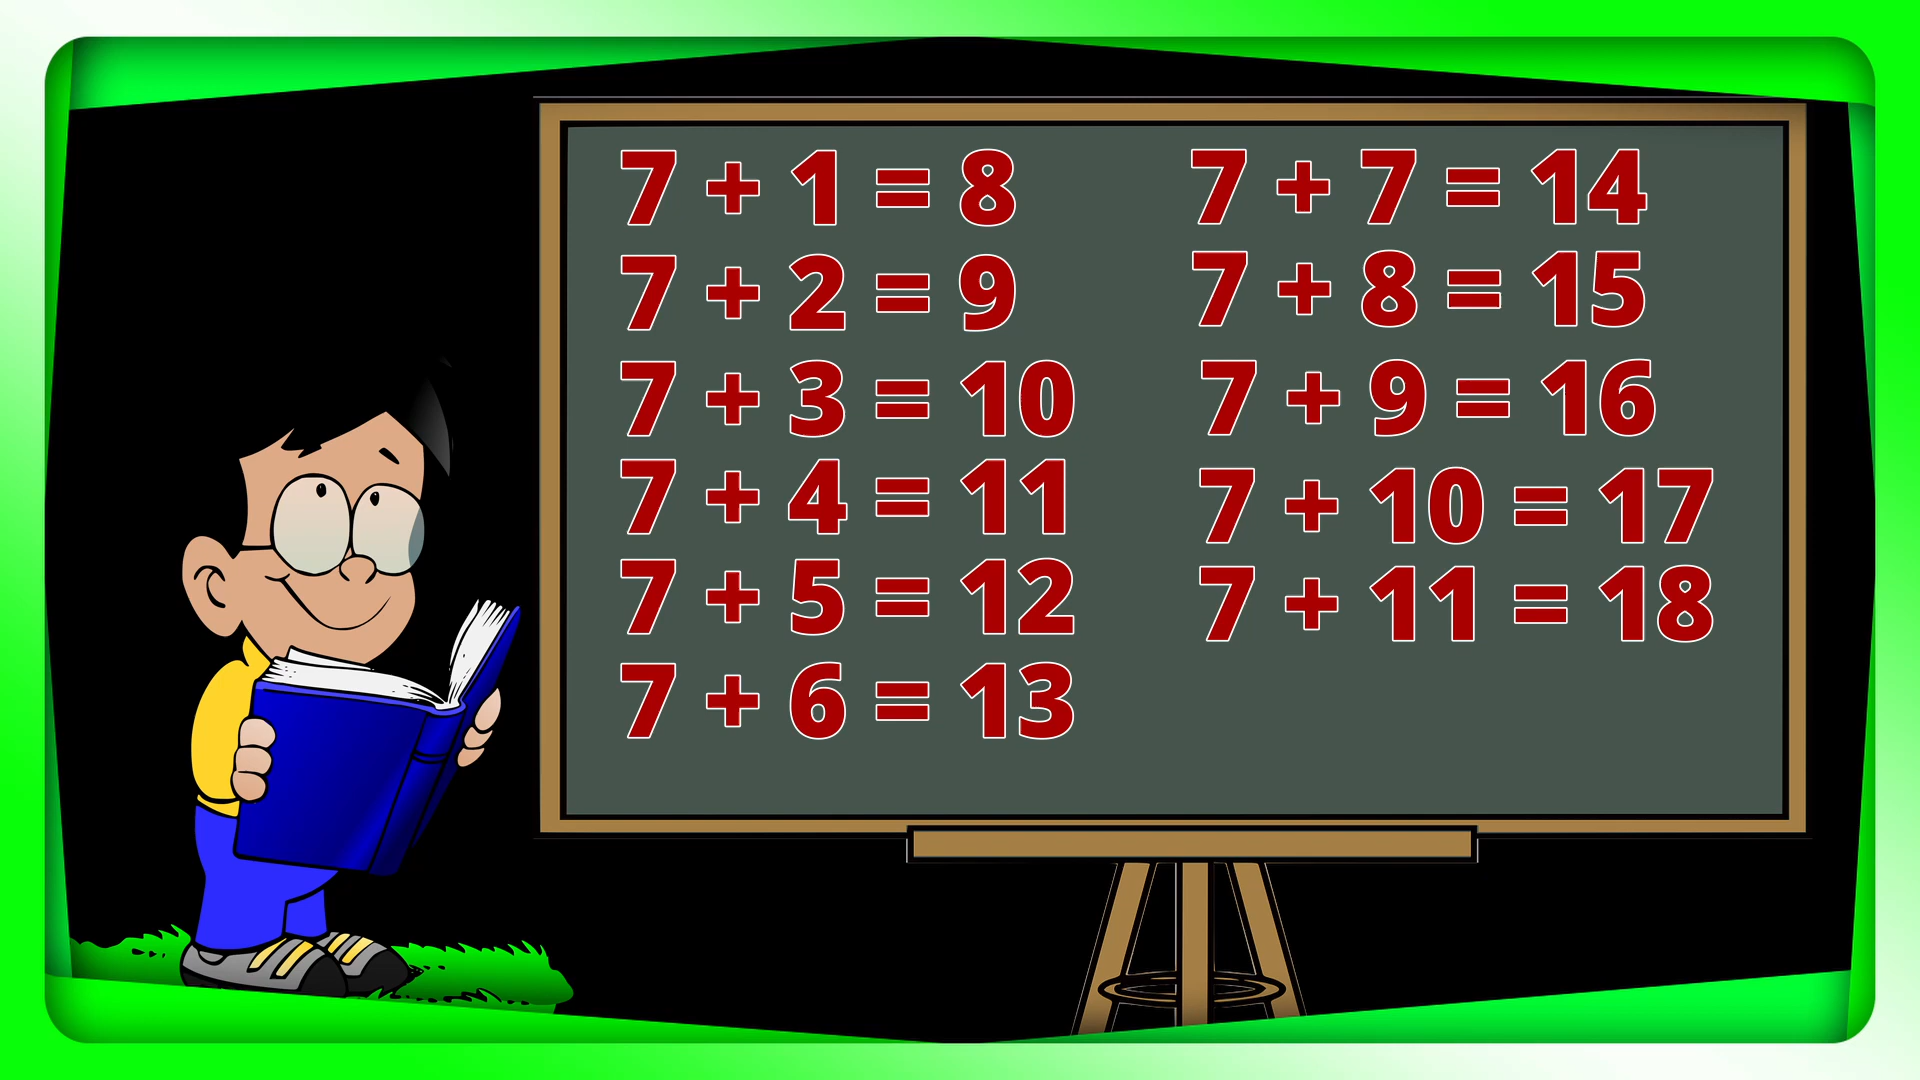 7 + 1 = 8
7 + 2 = 9
7 + 3 = 10
7 + 4 = 11
7 + 5 = 12
7 + 6 = 13
7 + 7 = 14
7 + 8 = 15
7 + 9 = 16
7 + 10 = 17
7 + 11 = 18